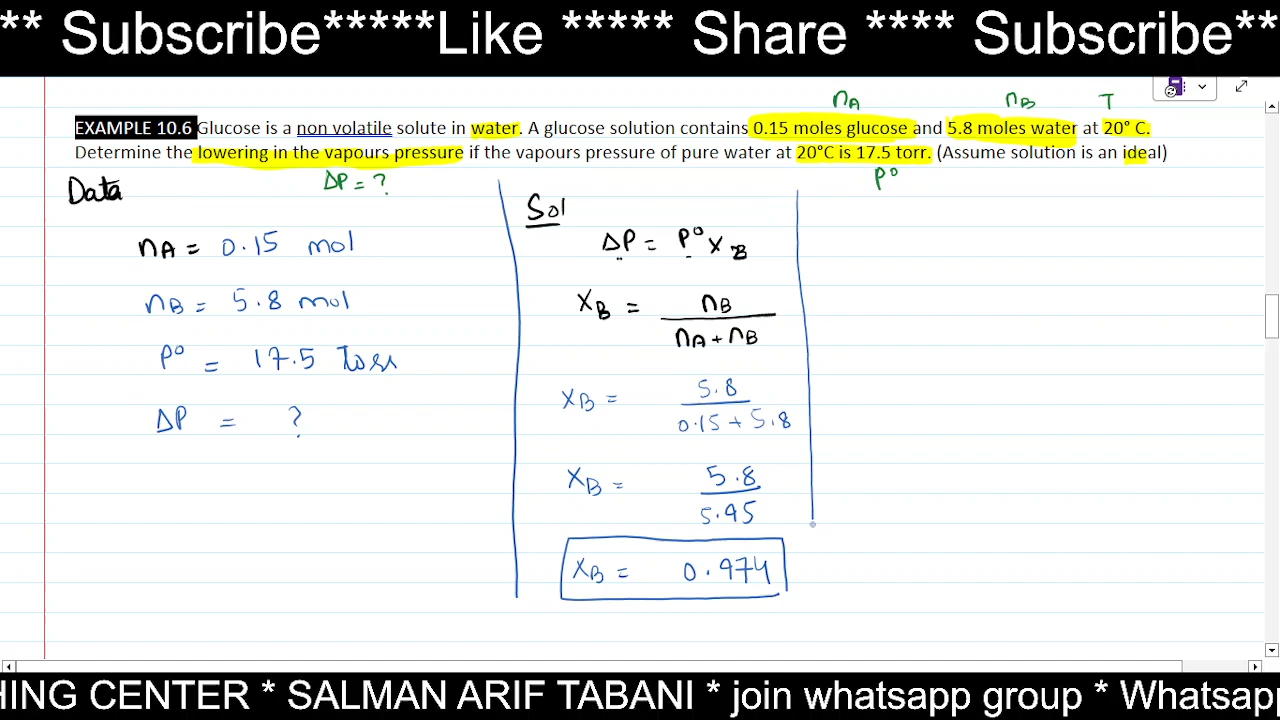 ** Subscribe*****Like ***** Share **** Subscribe**
nA nB T
EXAMPLE 10.6 Glucose is a non volatile solute in water. A glucose solution contains 0.15 moles glucose and 5.8 moles water at 20° C.
Determine the lowering in the vapours pressure if the vapours pressure of pure water at 20°C is 17.5 torr. (Assume solution is an ideal)
ΔP = ? P°
Data
nA = 0.15 mol
nB = 5.8 mol
P° = 17.5 torr
ΔP = ?
Sol
ΔP = P° XB
XB = nB
nA + nB
XB = 5.8
0.15 + 5.8
XB = 5.8
5.95
XB = 0.974
HING CENTER * SALMAN ARIF TABANI * join whatsapp group * Whatsap